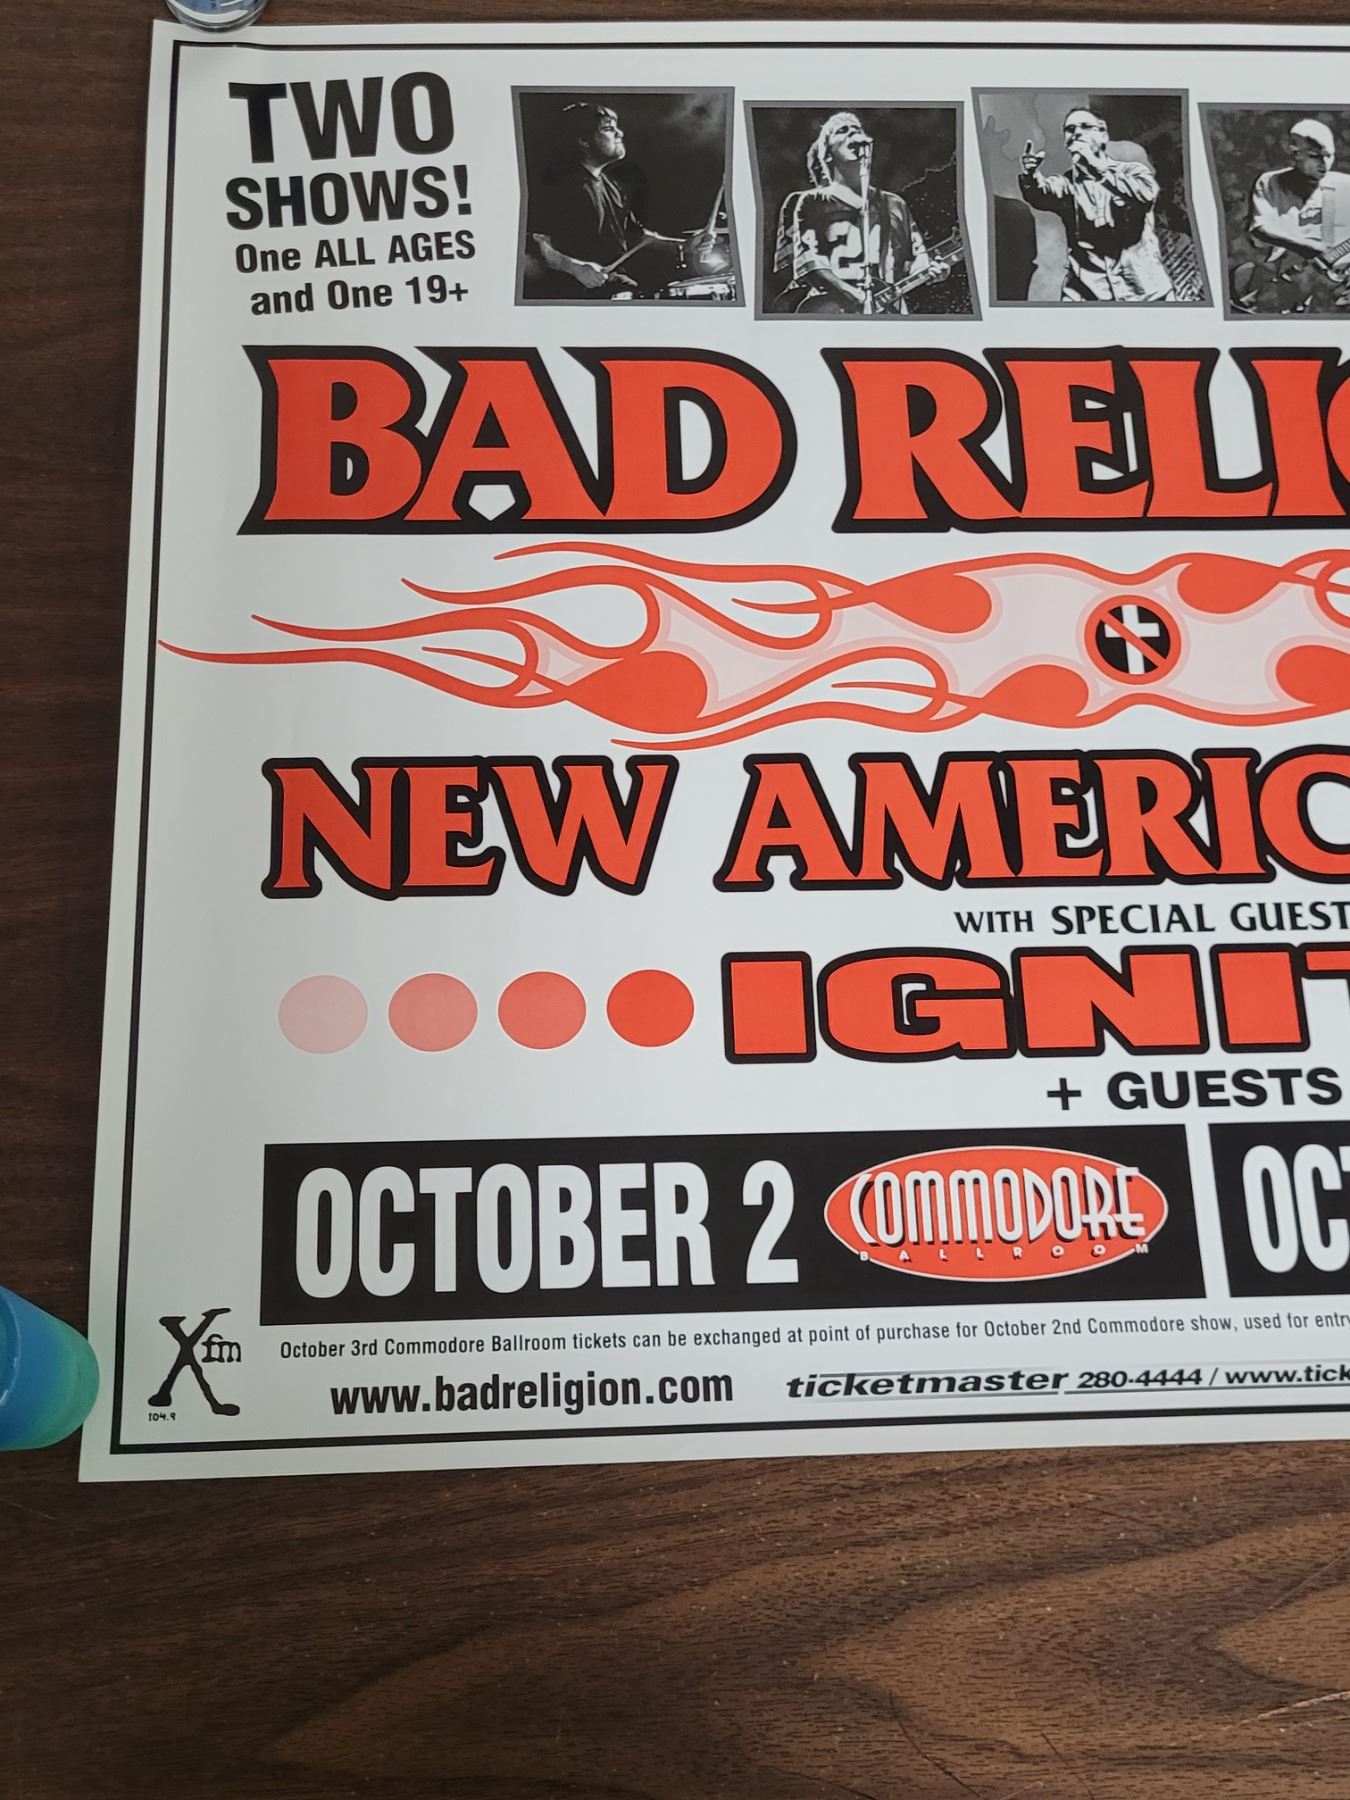 TWO
SHOWS!
One ALL AGES
and One 19+
BAD RELIG
NEW AMERIC
WITH SPECIAL GUEST
IGNIT
+ GUESTS
OCTOBER 2 COMMODORE BALLROOM OCT
October 3rd Commodore Ballroom tickets can be exchanged at point of purchase for October 2nd Commodore show, used for entry
Xfm
104.9
www.badreligion.com ticketmaster 280-4444 / www.tick